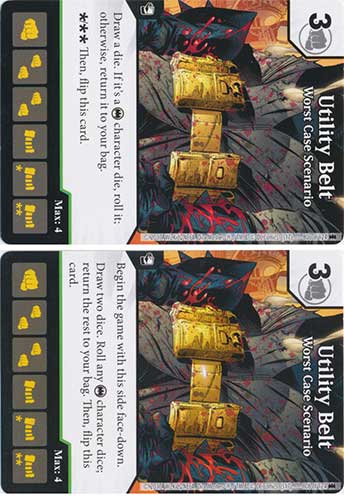 3
Utility Belt
Worst Case Scenario
Draw a die. If it's a character die, roll it;
otherwise, return it to your bag.
*** Then, flip this card.
* **
Max: 4
3
Utility Belt
Worst Case Scenario
Begin the game with this side face-down.
Draw two dice. Roll any character dice;
return the rest to your bag. Then, flip this
card.
* **
Max: 4